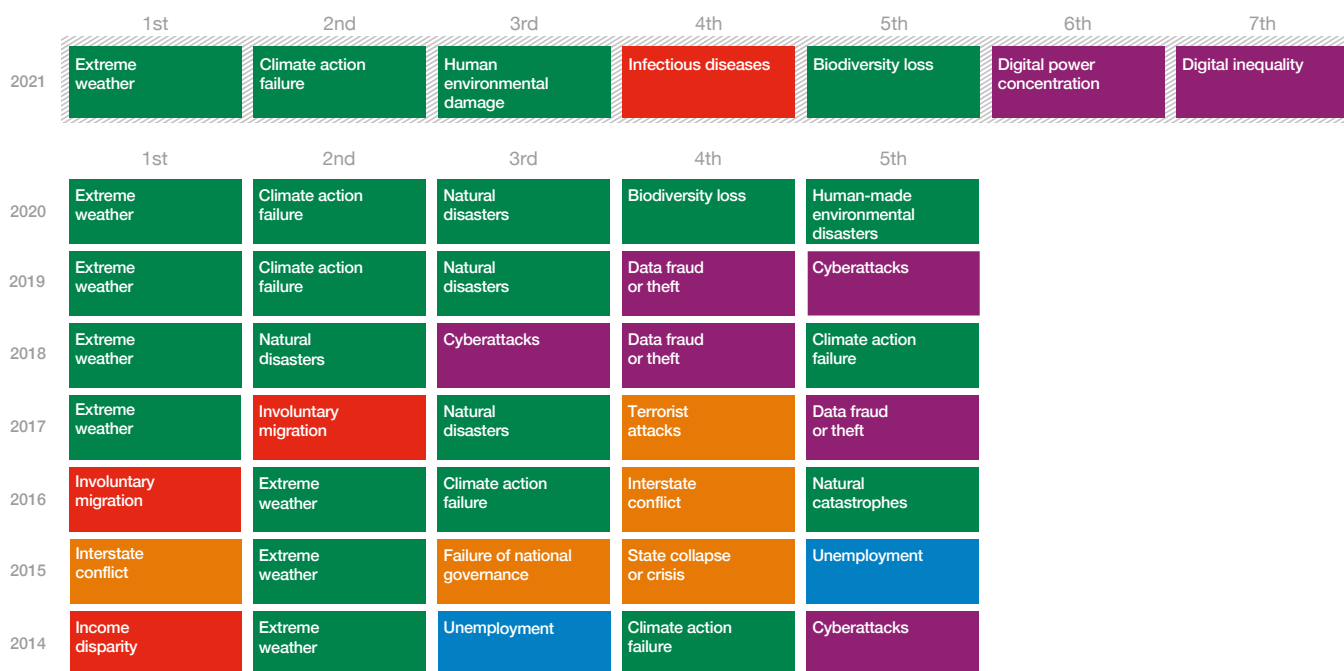 1st 2nd 3rd 4th 5th 6th 7th
2021
Extreme
weather
Climate action
failure
Human
environmental
damage
Infectious diseases
Biodiversity loss
Digital power
concentration
Digital inequality
1st 2nd 3rd 4th 5th
2020
Extreme
weather
Climate action
failure
Natural
disasters
Biodiversity loss
Human-made
environmental
disasters
2019
Extreme
weather
Climate action
failure
Natural
disasters
Data fraud
or theft
Cyberattacks
2018
Extreme
weather
Natural
disasters
Cyberattacks
Data fraud
or theft
Climate action
failure
2017
Extreme
weather
Involuntary
migration
Natural
disasters
Terrorist
attacks
Data fraud
or theft
2016
Involuntary
migration
Extreme
weather
Climate action
failure
Interstate
conflict
Natural
catastrophes
2015
Interstate
conflict
Extreme
weather
Failure of national
governance
State collapse
or crisis
Unemployment
2014
Income
disparity
Extreme
weather
Unemployment
Climate action
failure
Cyberattacks